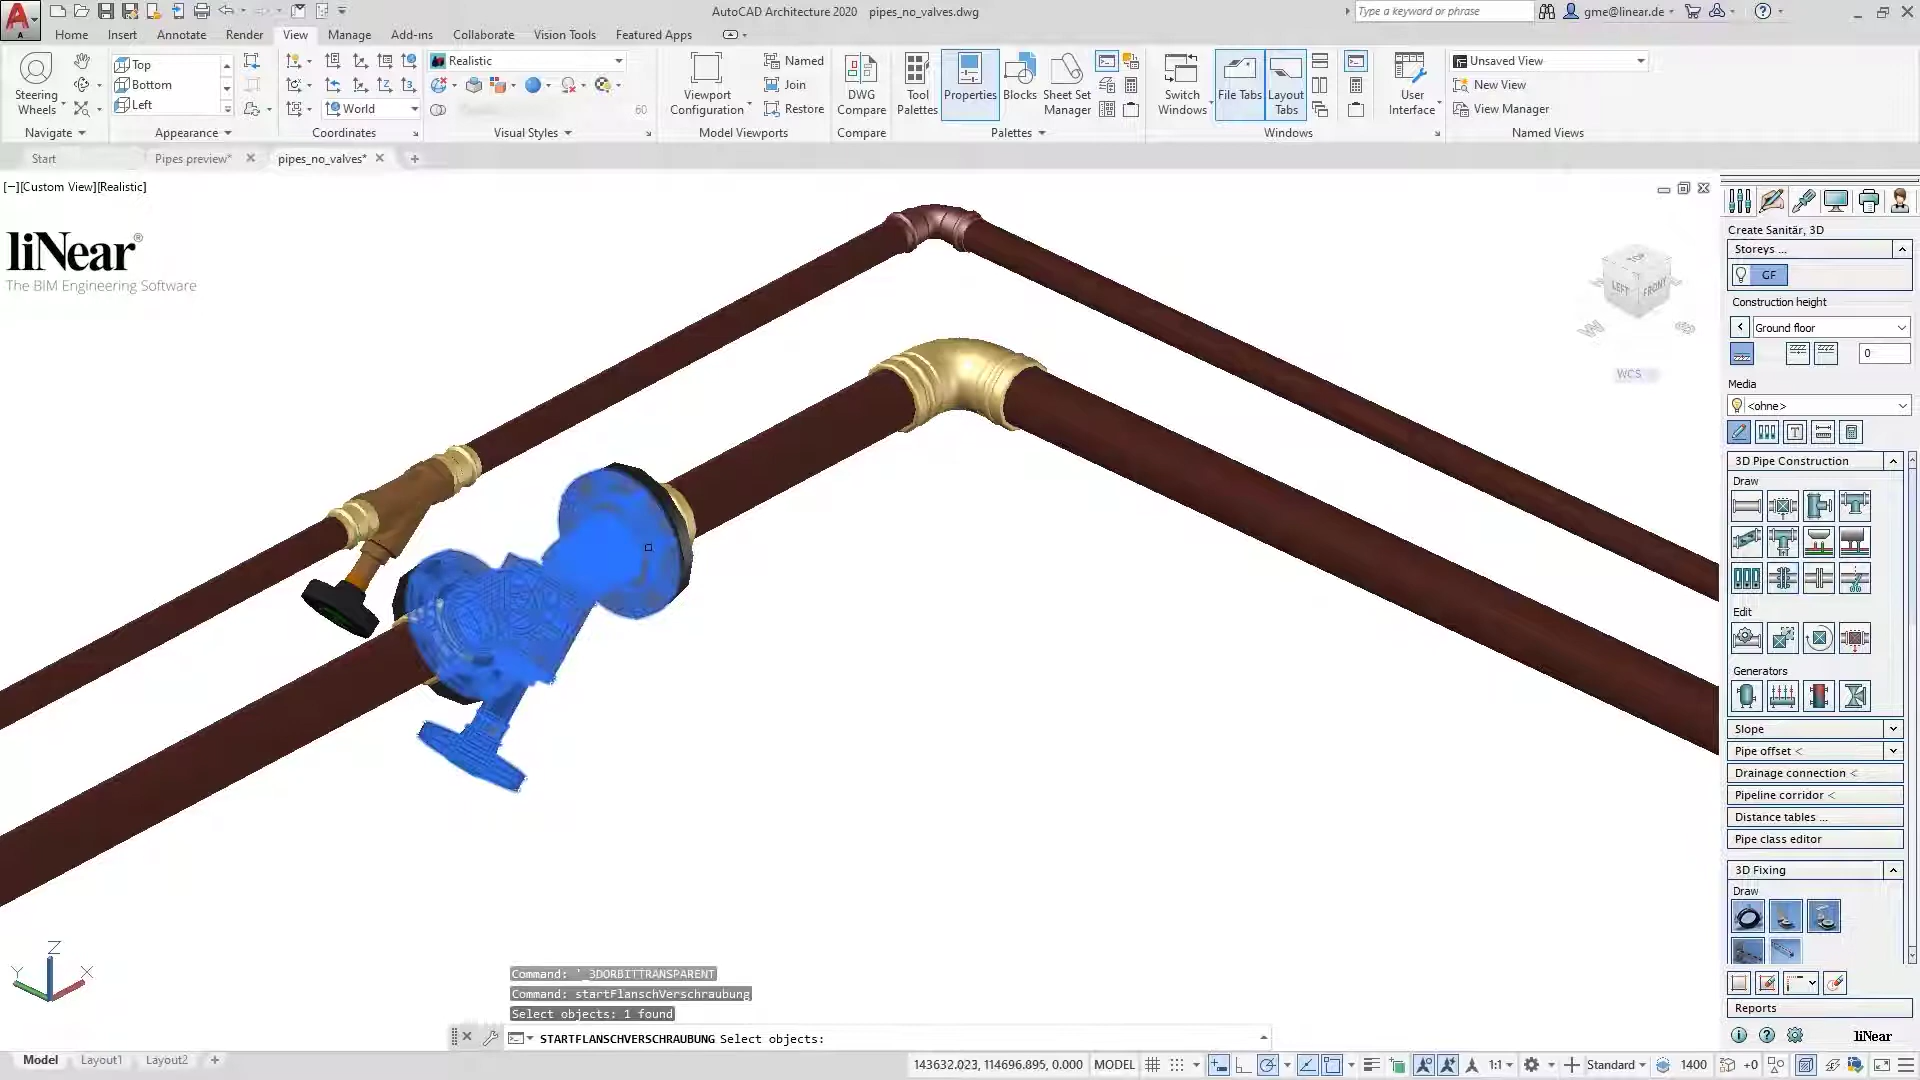 AutoCAD Architecture 2020 pipes_no_valves.dwg
Type a keyword or phrase
gme@linear.de
Home Insert Annotate Render View Manage Add-ins Collaborate Vision Tools Featured Apps
Steering
Wheels
Navigate
Top
Bottom
Left
Appearance
World
Coordinates
Realistic
60
Visual Styles
Viewport
Configuration
Named
Join
Restore
Model Viewports
DWG
Compare
Compare
Tool
Palettes
Properties
Blocks
Sheet Set
Manager
Palettes
Switch
Windows
File Tabs
Layout
Tabs
User
Interface
Windows
Unsaved View
New View
View Manager
Named Views
Start Pipes preview* pipes_no_valves*
[−][Custom View][Realistic]
liNear®
The BIM Engineering Software
LEFT FRONT
W S
WCS
Create Sanitär, 3D
Storeys ...
GF
Construction height
Ground floor
0
Media
<ohne>
3D Pipe Construction
Draw
Edit
Generators
Slope
Pipe offset <
Drainage connection <
Pipeline corridor <
Distance tables ...
Pipe class editor
3D Fixing
Draw
Reports
liNear
Z
Y X
Command: '_3DORBITTRANSPARENT
Command: startFlanschVerschraubung
Select objects: 1 found
STARTFLANSCHVERSCHRAUBUNG Select objects:
Model Layout1 Layout2 +
143632.023, 114696.895, 0.000 MODEL 1:1 Standard 1400 +0